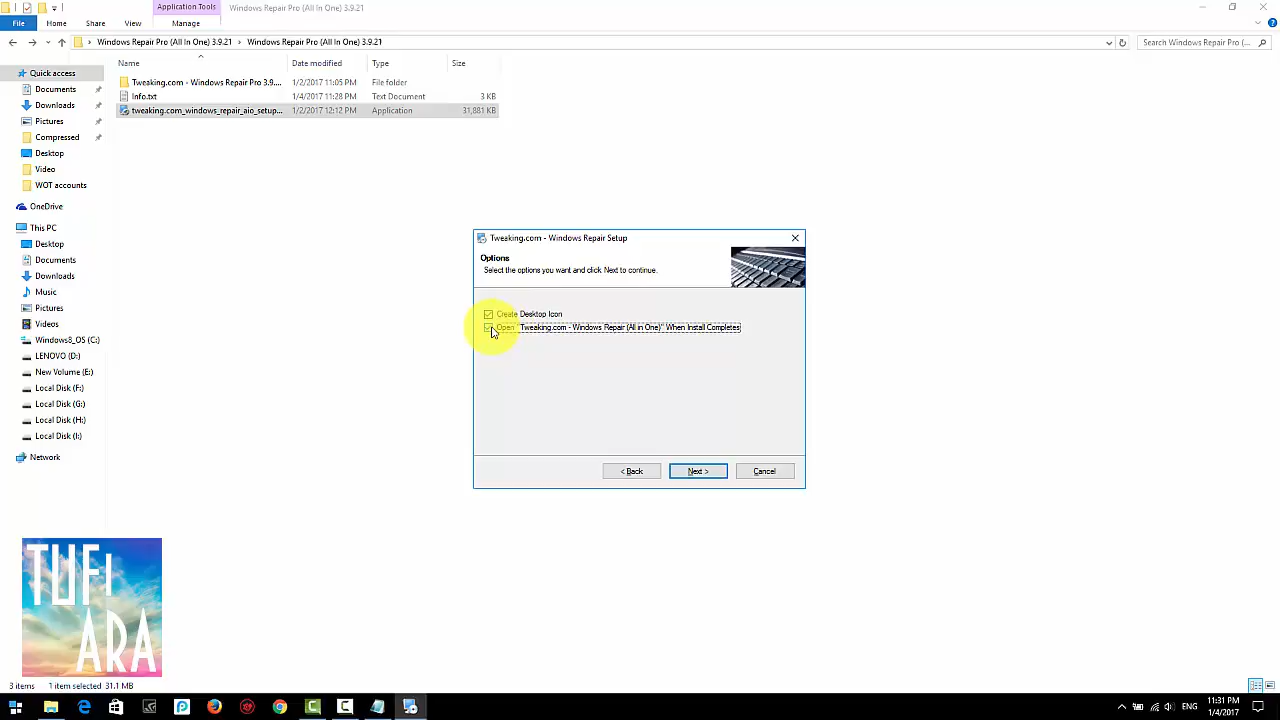 Application Tools
Windows Repair Pro (All In One) 3.9.21
File
Home
Share
View
Manage
Windows Repair Pro (All In One) 3.9.21 > Windows Repair Pro (All In One) 3.9.21
Search Windows Repair Pro (...
Name
Date modified
Type
Size
Tweaking.com - Windows Repair Pro 3.9....
1/2/2017 11:05 PM
File folder
Info.txt
1/4/2017 11:28 PM
Text Document
3 KB
tweaking.com_windows_repair_aio_setup...
1/2/2017 12:12 PM
Application
31,881 KB
Quick access
Documents
Downloads
Pictures
Compressed
Desktop
Video
WOT accounts
OneDrive
This PC
Desktop
Documents
Downloads
Music
Pictures
Videos
Windows8_OS (C:)
LENOVO (D:)
New Volume (E:)
Local Disk (F:)
Local Disk (G:)
Local Disk (H:)
Local Disk (I:)
Network
Tweaking.com - Windows Repair Setup
Options
Select the options you want and click Next to continue.
Create Desktop Icon
Open "Tweaking.com - Windows Repair (All in One)" When Install Completes
< Back
Next >
Cancel
TUFI
ARA
3 items
1 item selected 31.1 MB
ENG
11:31 PM
1/4/2017